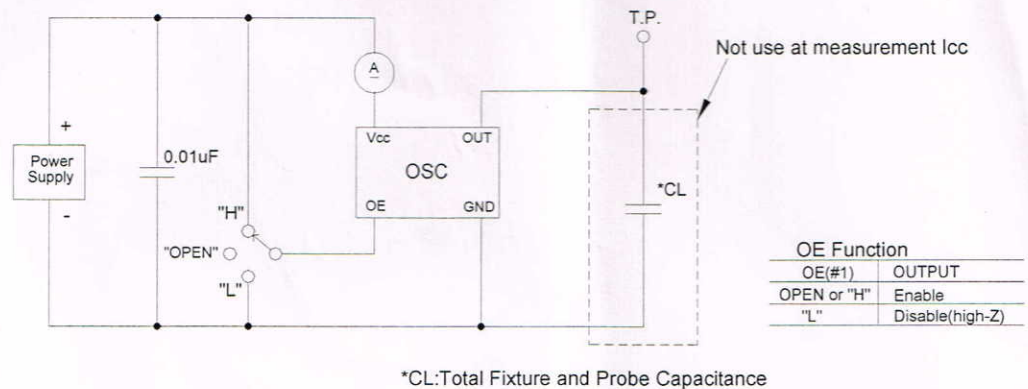 T.P.
Not use at measurement Icc
A
+
Power
Supply
-
0.01uF
Vcc
OUT
OSC
OE
GND
*CL
"H"
"OPEN"
"L"
OE Function
OE(#1) OUTPUT
OPEN or "H" Enable
"L" Disable(high-Z)
*CL:Total Fixture and Probe Capacitance